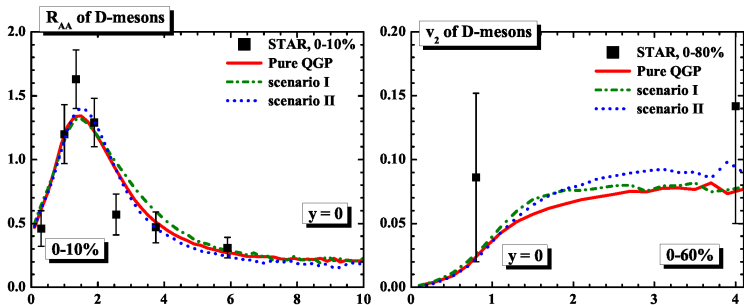 R_AA of D-mesons
2.0
1.5
1.0
0.5
0.0
0
2
4
6
8
10
STAR, 0-10%
Pure QGP
scenario I
scenario II
y = 0
0-10%
v_2 of D-mesons
0.20
0.15
0.10
0.05
0.00
0
1
2
3
4
STAR, 0-80%
Pure QGP
scenario I
scenario II
y = 0
0-60%